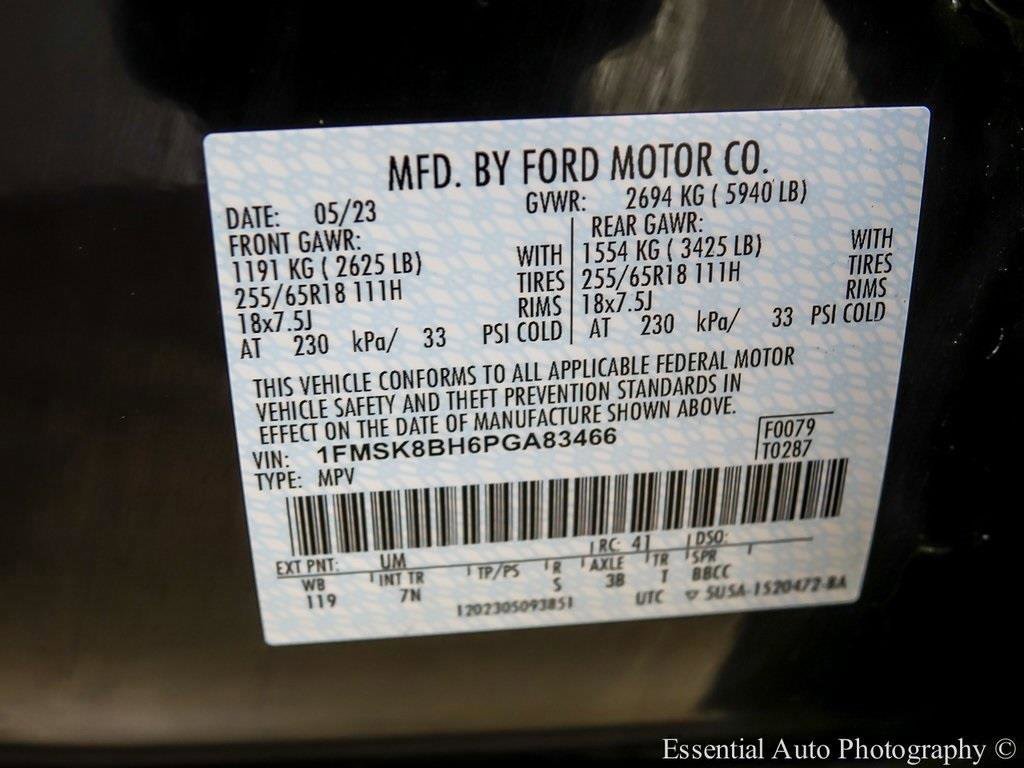 MFD. BY FORD MOTOR CO.
DATE: 05/23 GVWR: 2694 KG ( 5940 LB)
FRONT GAWR: REAR GAWR:
1191 KG ( 2625 LB) WITH 1554 KG ( 3425 LB) WITH
255/65R18 111H TIRES 255/65R18 111H TIRES
18x7.5J RIMS 18x7.5J RIMS
AT 230 kPa/ 33 PSI COLD AT 230 kPa/ 33 PSI COLD
THIS VEHICLE CONFORMS TO ALL APPLICABLE FEDERAL MOTOR
VEHICLE SAFETY AND THEFT PREVENTION STANDARDS IN
EFFECT ON THE DATE OF MANUFACTURE SHOWN ABOVE.
VIN: 1FMSK8BH6PGA83466 F0079
TYPE: MPV T0287
EXT PNT: UM RC: 41 DSO:
WB INT TR TP/PS R AXLE TR SPR
119 7N S 3B T BBCC
1202305093851 UTC ▽ 5USA-1520472-BA
Essential Auto Photography ©